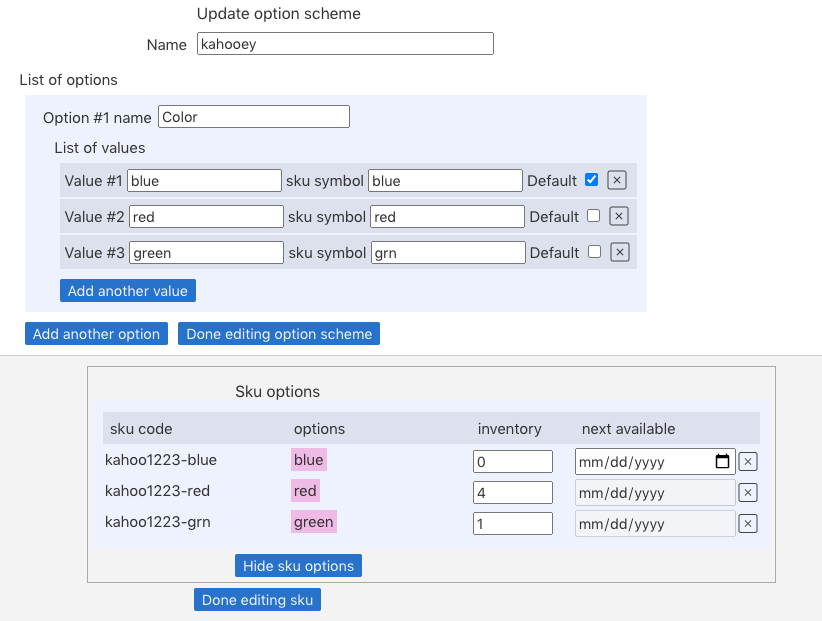 Update option scheme
Name kahooey
List of options
Option #1 name Color
List of values
Value #1 blue sku symbol blue Default
Value #2 red sku symbol red Default
Value #3 green sku symbol grn Default
Add another value
Add another option Done editing option scheme
Sku options
sku code options inventory next available
kahoo1223-blue blue 0 mm/dd/yyyy
kahoo1223-red red 4 mm/dd/yyyy
kahoo1223-grn green 1 mm/dd/yyyy
Hide sku options
Done editing sku